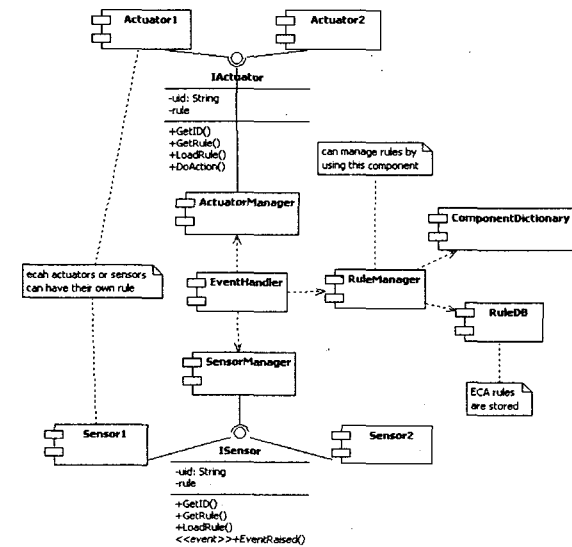 Actuator1
Actuator2
IActuator
-uid: String
-rule
+GetID()
+GetRule()
+LoadRule()
+DoAction()
can manage rules by
using this component
ActuatorManager
ComponentDictionary
ecah actuators or sensors
can have their own rule
EventHandler
RuleManager
RuleDB
SensorManager
ECA rules
are stored
Sensor1
Sensor2
ISensor
-uid: String
-rule
+GetID()
+GetRule()
+LoadRule()
<<event>>+EventRaised()